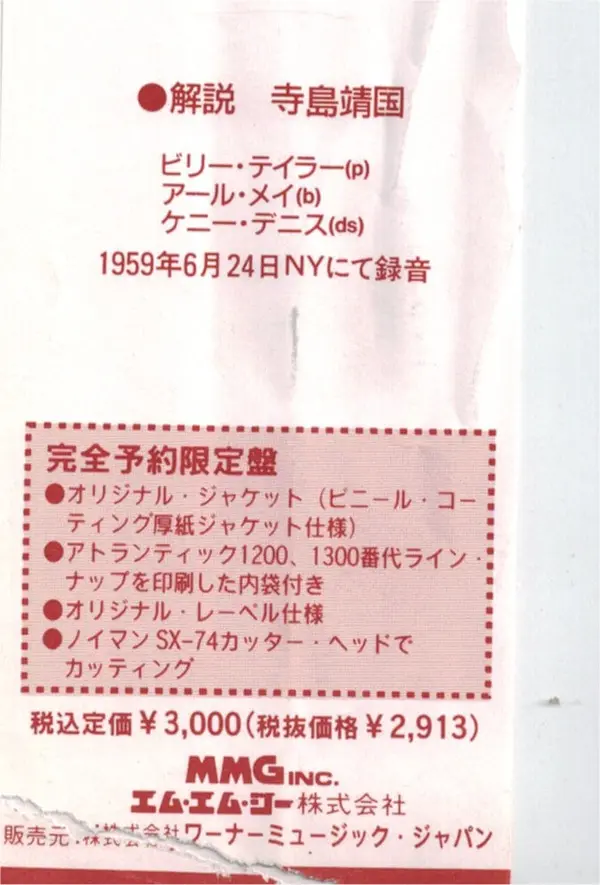 ●解説　寺島靖国
ビリー・テイラー(p)
アール・メイ(b)
ケニー・デニス(ds)
1959年6月24日NYにて録音
完全予約限定盤
●オリジナル・ジャケット（ビニール・コー
ティング厚紙ジャケット仕様）
●アトランティック1200、1300番代ライン・
ナップを印刷した内袋付き
●オリジナル・レーベル仕様
●ノイマン SX-74カッター・ヘッドで
カッティング
税込定価￥3,000(税抜価格￥2,913)
MMG INC.
エム・エム・ジー株式会社
販売元：株式会社ワーナーミュージック・ジャパン